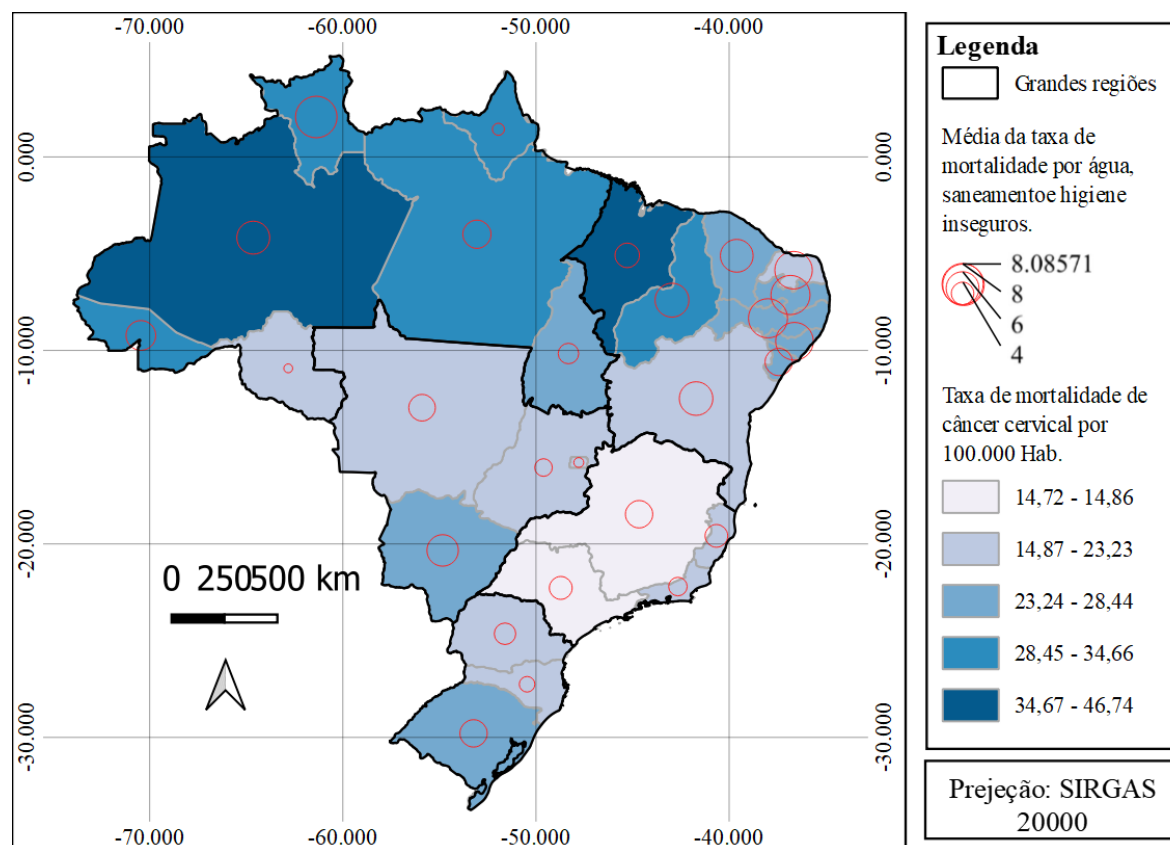 -70.000 -60.000 -50.000 -40.000
0.000 0.000
-10.000 -10.000
-20.000 -20.000
-30.000 -30.000
0 250500 km
-70.000 -60.000 -50.000 -40.000
Legenda
Grandes regiões
Média da taxa de
mortalidade por água,
saneamentoe higiene
inseguros.
8.08571
8
6
4
Taxa de mortalidade de
câncer cervical por
100.000 Hab.
14,72 - 14,86
14,87 - 23,23
23,24 - 28,44
28,45 - 34,66
34,67 - 46,74
Prejeção: SIRGAS
20000